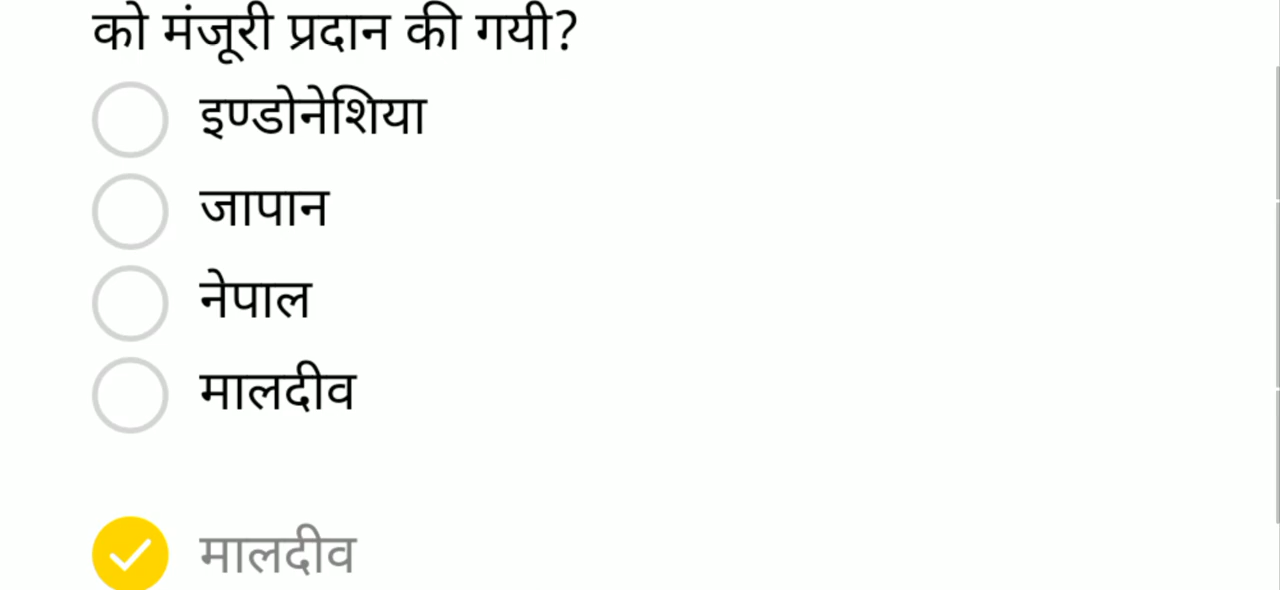 को मंजूरी प्रदान की गयी?
इण्डोनेशिया
जापान
नेपाल
मालदीव
मालदीव